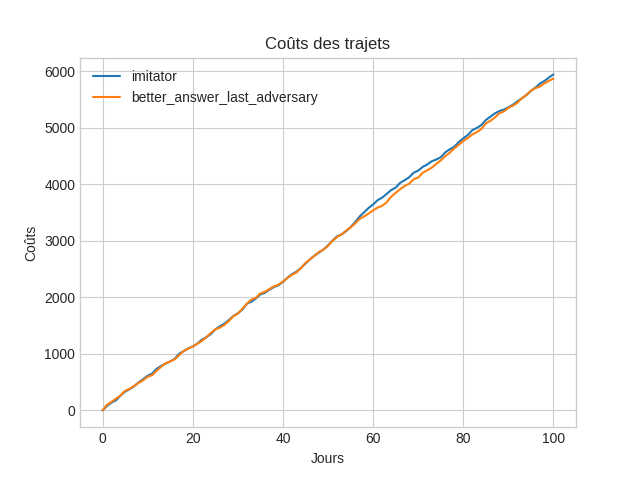 Coûts des trajets
imitator
better_answer_last_adversary
6000
5000
4000
3000
2000
1000
0
Coûts
0 20 40 60 80 100
Jours